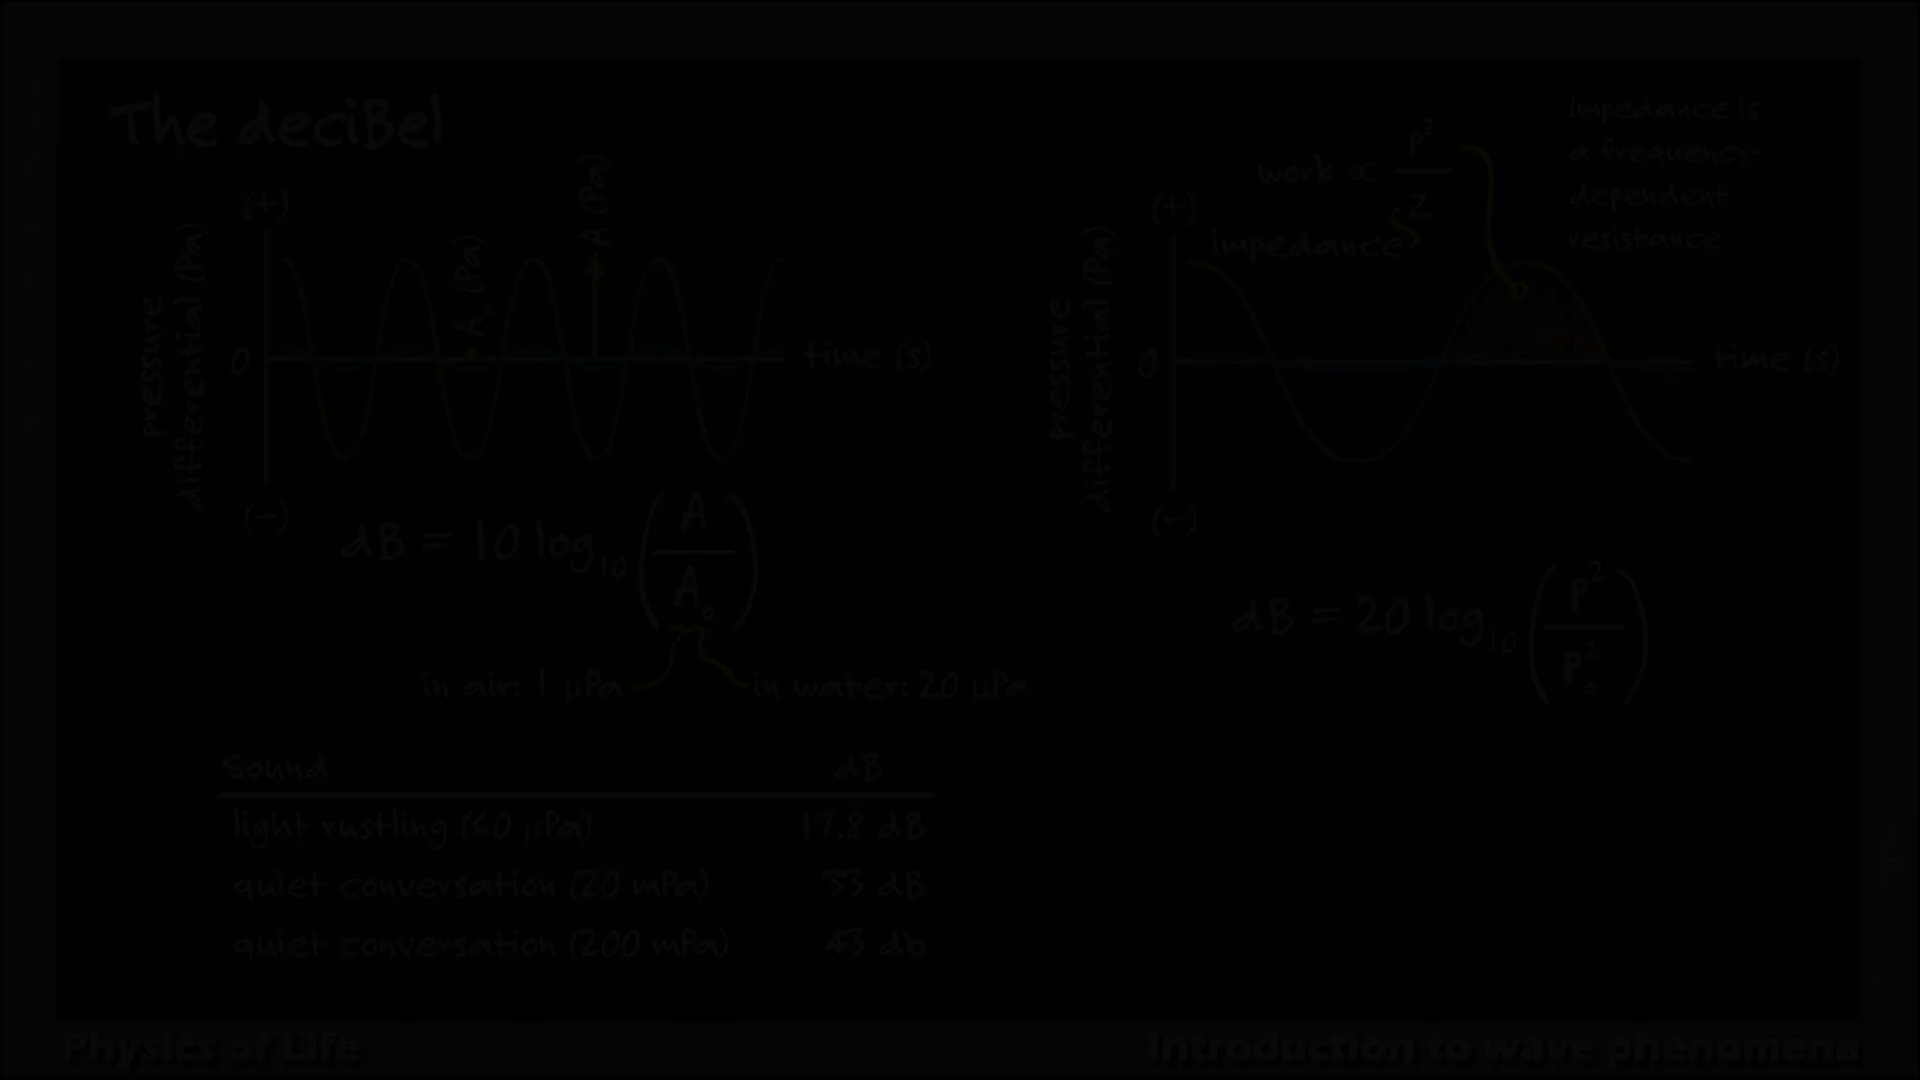 The deciBel
(+)
pressure
differential (Pa)
0
(-)
A₀ (Pa)
A (Pa)
time (s)
dB = 10 log₁₀ (A / A₀)
in air: 1 µPa
in water: 20 µPa
Sound dB
light rustling (60 µPa) 17.8 dB
quiet conversation (20 mPa) 33 dB
quiet conversation (200 mPa) 43 db
work ∝ p² / Z
impedance
Impedance is
a frequency-
dependent
resistance
(+)
pressure
differential (Pa)
0
(-)
time (s)
dB = 20 log₁₀ (p² / p₀²)
Physics of Life
Introduction to wave phenomena